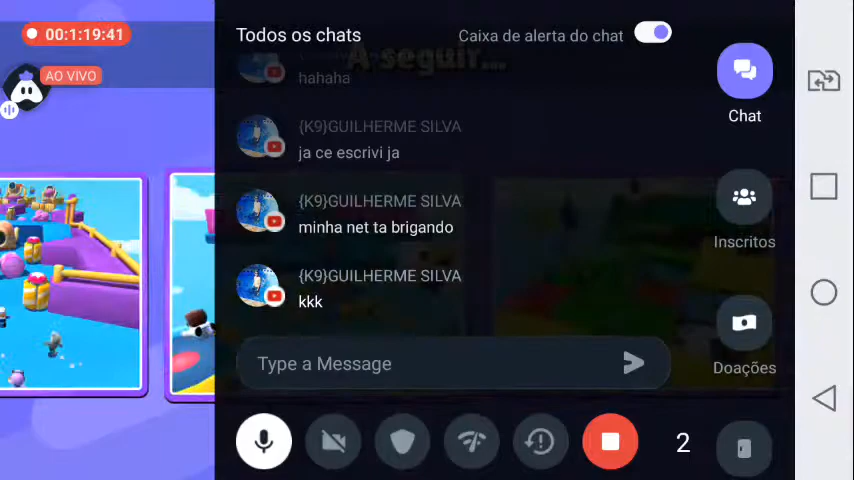 00:1:19:41
AO VIVO
Todos os chats
Caixa de alerta do chat
A seguir...
hahaha
{K9}GUILHERME SILVA
ja ce escrivi ja
{K9}GUILHERME SILVA
minha net ta brigando
{K9}GUILHERME SILVA
kkk
Type a Message
Chat
Inscritos
Doações
2